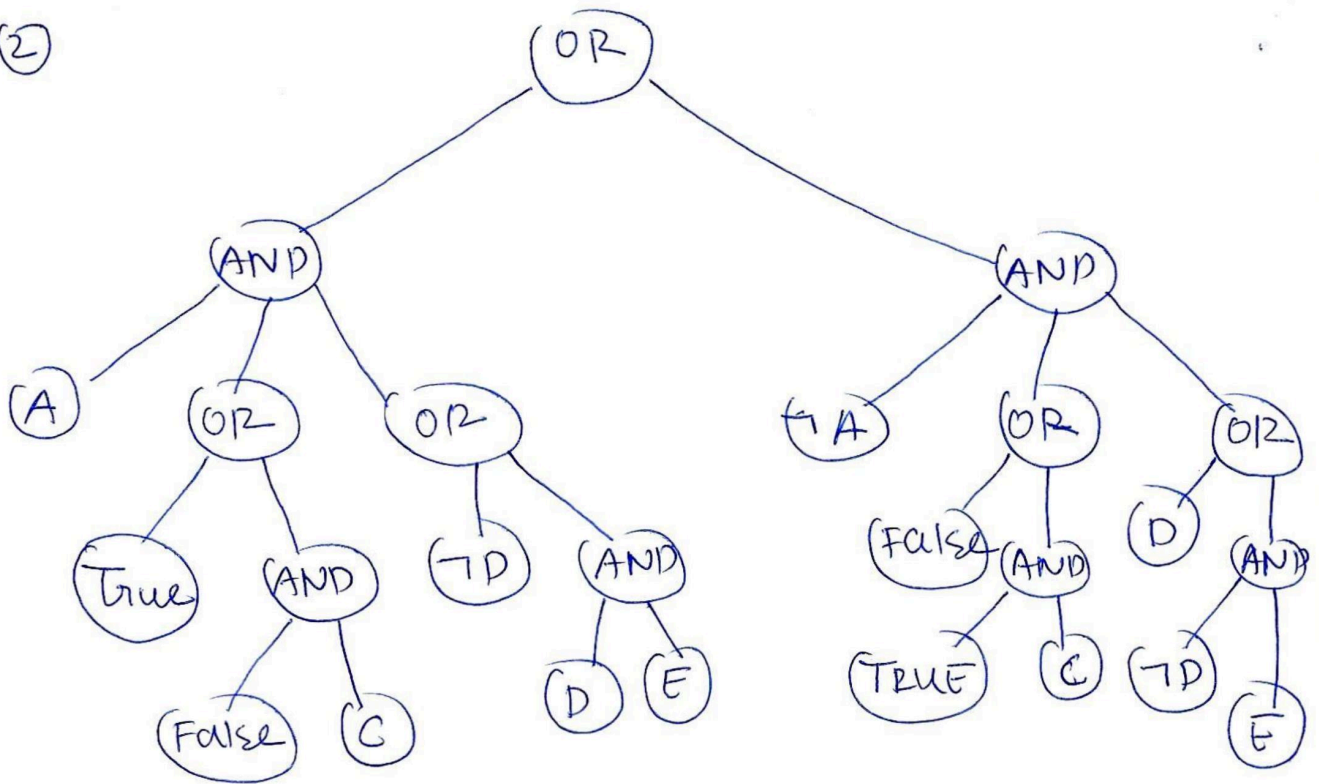 2
OR
AND AND
A OR OR ¬A OR OR
True AND ¬D AND False AND D AND
False C D E TRUE C ¬D E